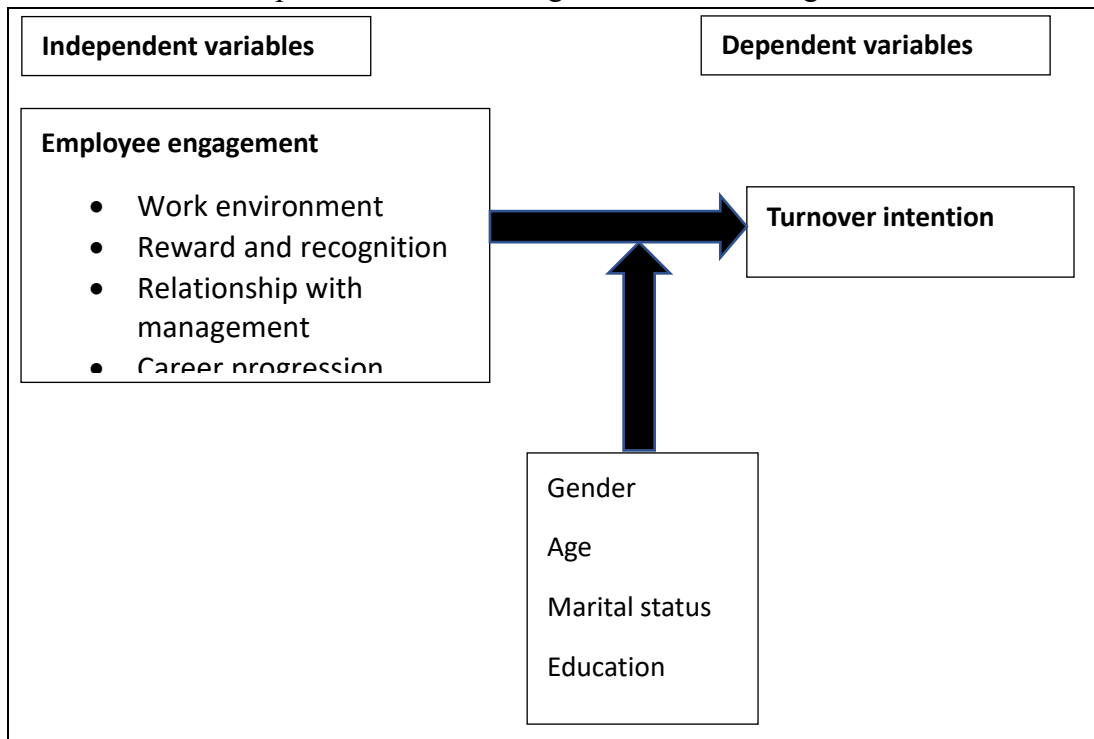 Independent variables
Dependent variables
Employee engagement
• Work environment
• Reward and recognition
• Relationship with
management
• Career progression
Turnover intention
Gender
Age
Marital status
Education